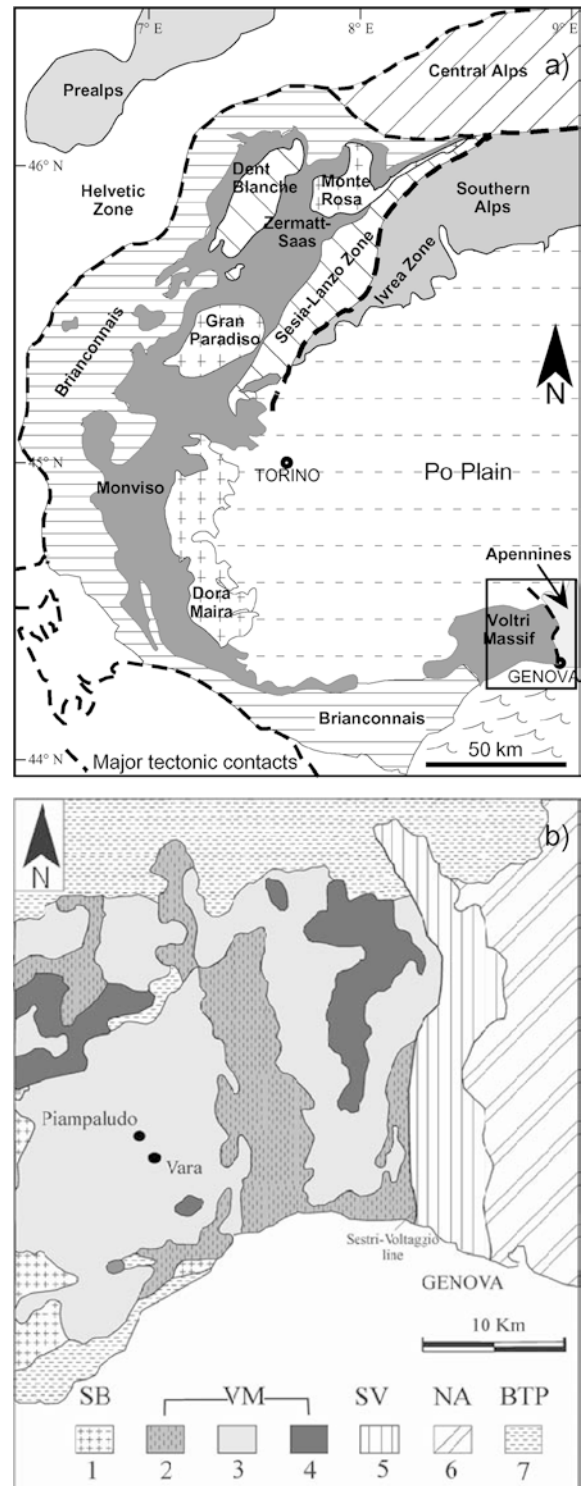 7° E
8° E
9° E
a)
Prealps
Central Alps
46° N
Dent
Blanche
Monte
Rosa
Helvetic
Zone
Southern
Alps
Zermatt-
Saas
Sesia-Lanzo Zone
Ivrea Zone
Gran
Paradiso
Brianconnais
N
45° N
TORINO
Po Plain
Monviso
Apennines
Dora
Maira
Voltri
Massif
GENOVA
Brianconnais
44° N
Major tectonic contacts
50 km
b)
N
Piampaludo
Vara
Sestri-Voltaggio
line
GENOVA
10 Km
SB VM SV NA BTP
1 2 3 4 5 6 7